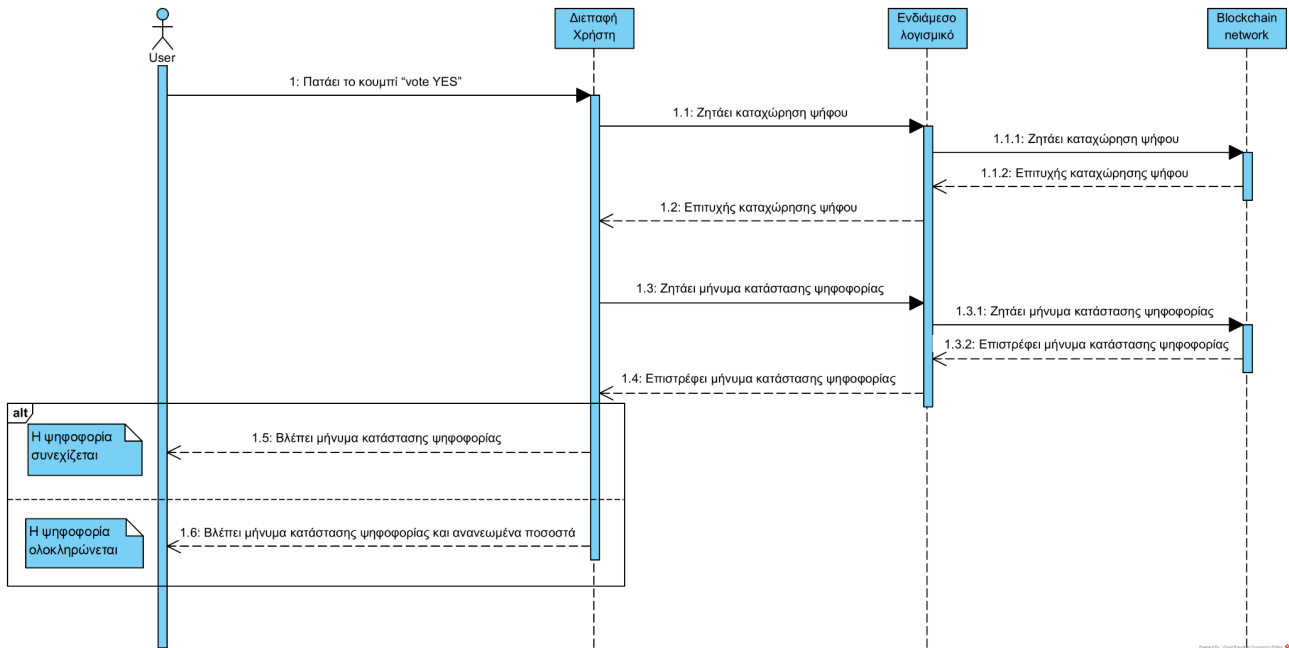 User
Διεπαφή
Χρήστη
Ενδιάμεσο
λογισμικό
Blockchain
network
1: Πατάει το κουμπί “vote YES”
1.1: Ζητάει καταχώρηση ψήφου
1.1.1: Ζητάει καταχώρηση ψήφου
1.1.2: Επιτυχής καταχώρησης ψήφου
1.2: Επιτυχής καταχώρησης ψήφου
1.3: Ζητάει μήνυμα κατάστασης ψηφοφορίας
1.3.1: Ζητάει μήνυμα κατάστασης ψηφοφορίας
1.3.2: Επιστρέφει μήνυμα κατάστασης ψηφοφορίας
1.4: Επιστρέφει μήνυμα κατάστασης ψηφοφορίας
alt
Η ψηφοφορία
συνεχίζεται
1.5: Βλέπει μήνυμα κατάστασης ψηφοφορίας
Η ψηφοφορία
ολοκληρώνεται
1.6: Βλέπει μήνυμα κατάστασης ψηφοφορίας και ανανεωμένα ποσοστά